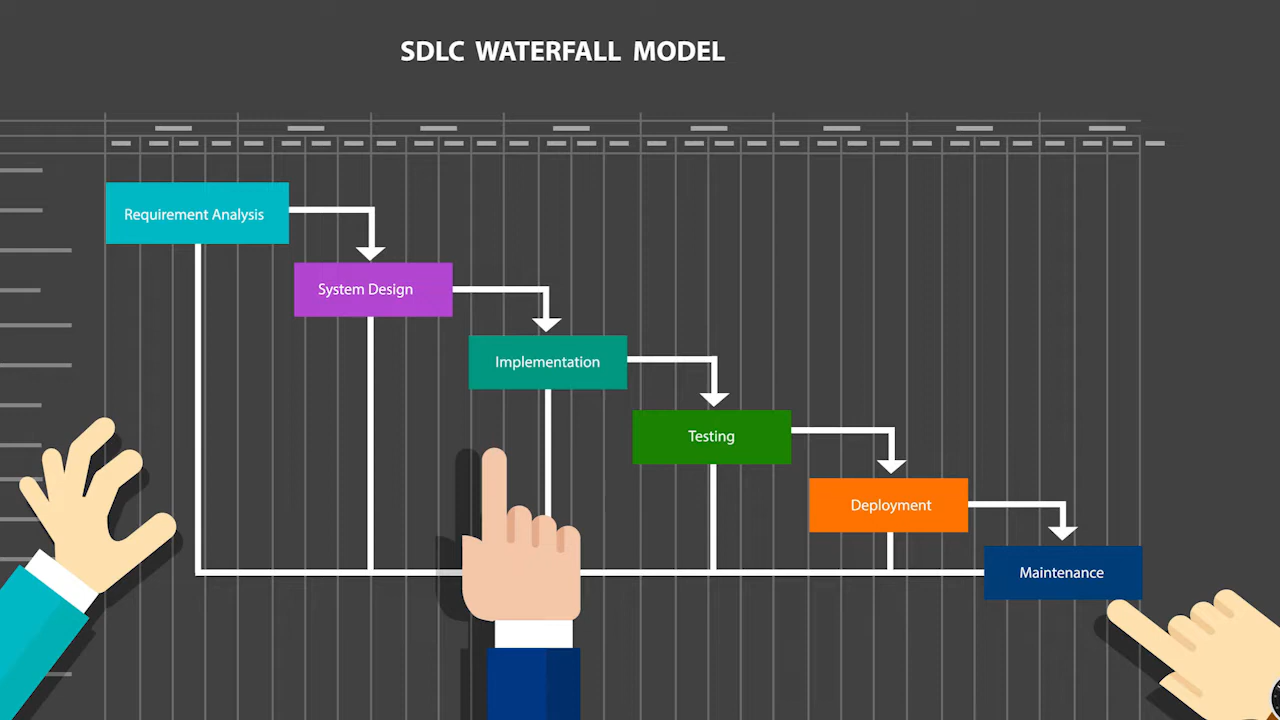 SDLC WATERFALL MODEL
Requirement Analysis
System Design
Implementation
Testing
Deployment
Maintenance